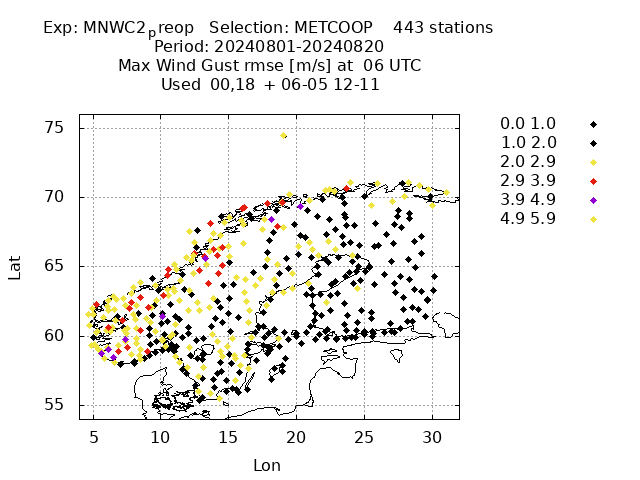 Exp: MNWC2preop Selection: METCOOP 443 stations
Period: 20240801-20240820
Max Wind Gust rmse [m/s] at 06 UTC
Used 00,18 + 06-05 12-11
75
70
65
60
55
Lat
5 10 15 20 25 30
Lon
0.0 1.0
1.0 2.0
2.0 2.9
2.9 3.9
3.9 4.9
4.9 5.9